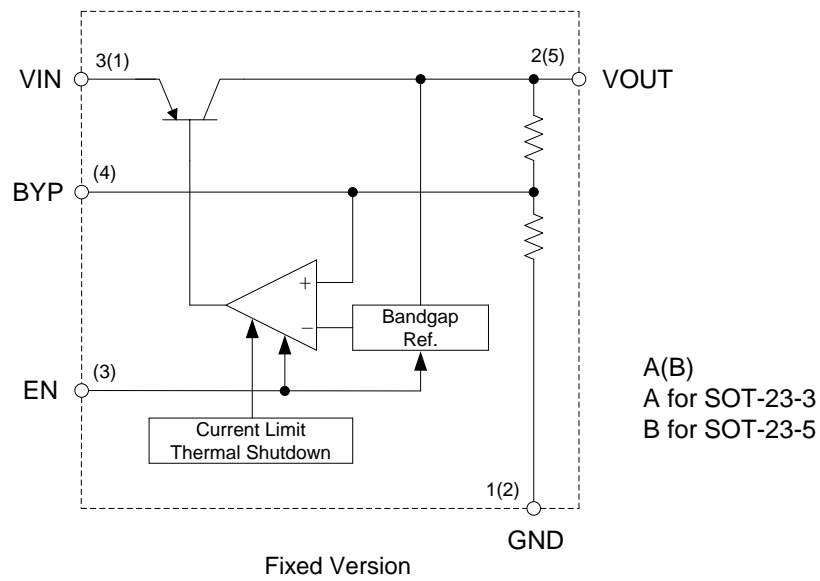 3(1)
2(5)
VIN
VOUT
(4)
BYP
+
−
Bandgap
Ref.
(3)
EN
A(B)
A for SOT-23-3
B for SOT-23-5
Current Limit
Thermal Shutdown
1(2)
GND
Fixed Version